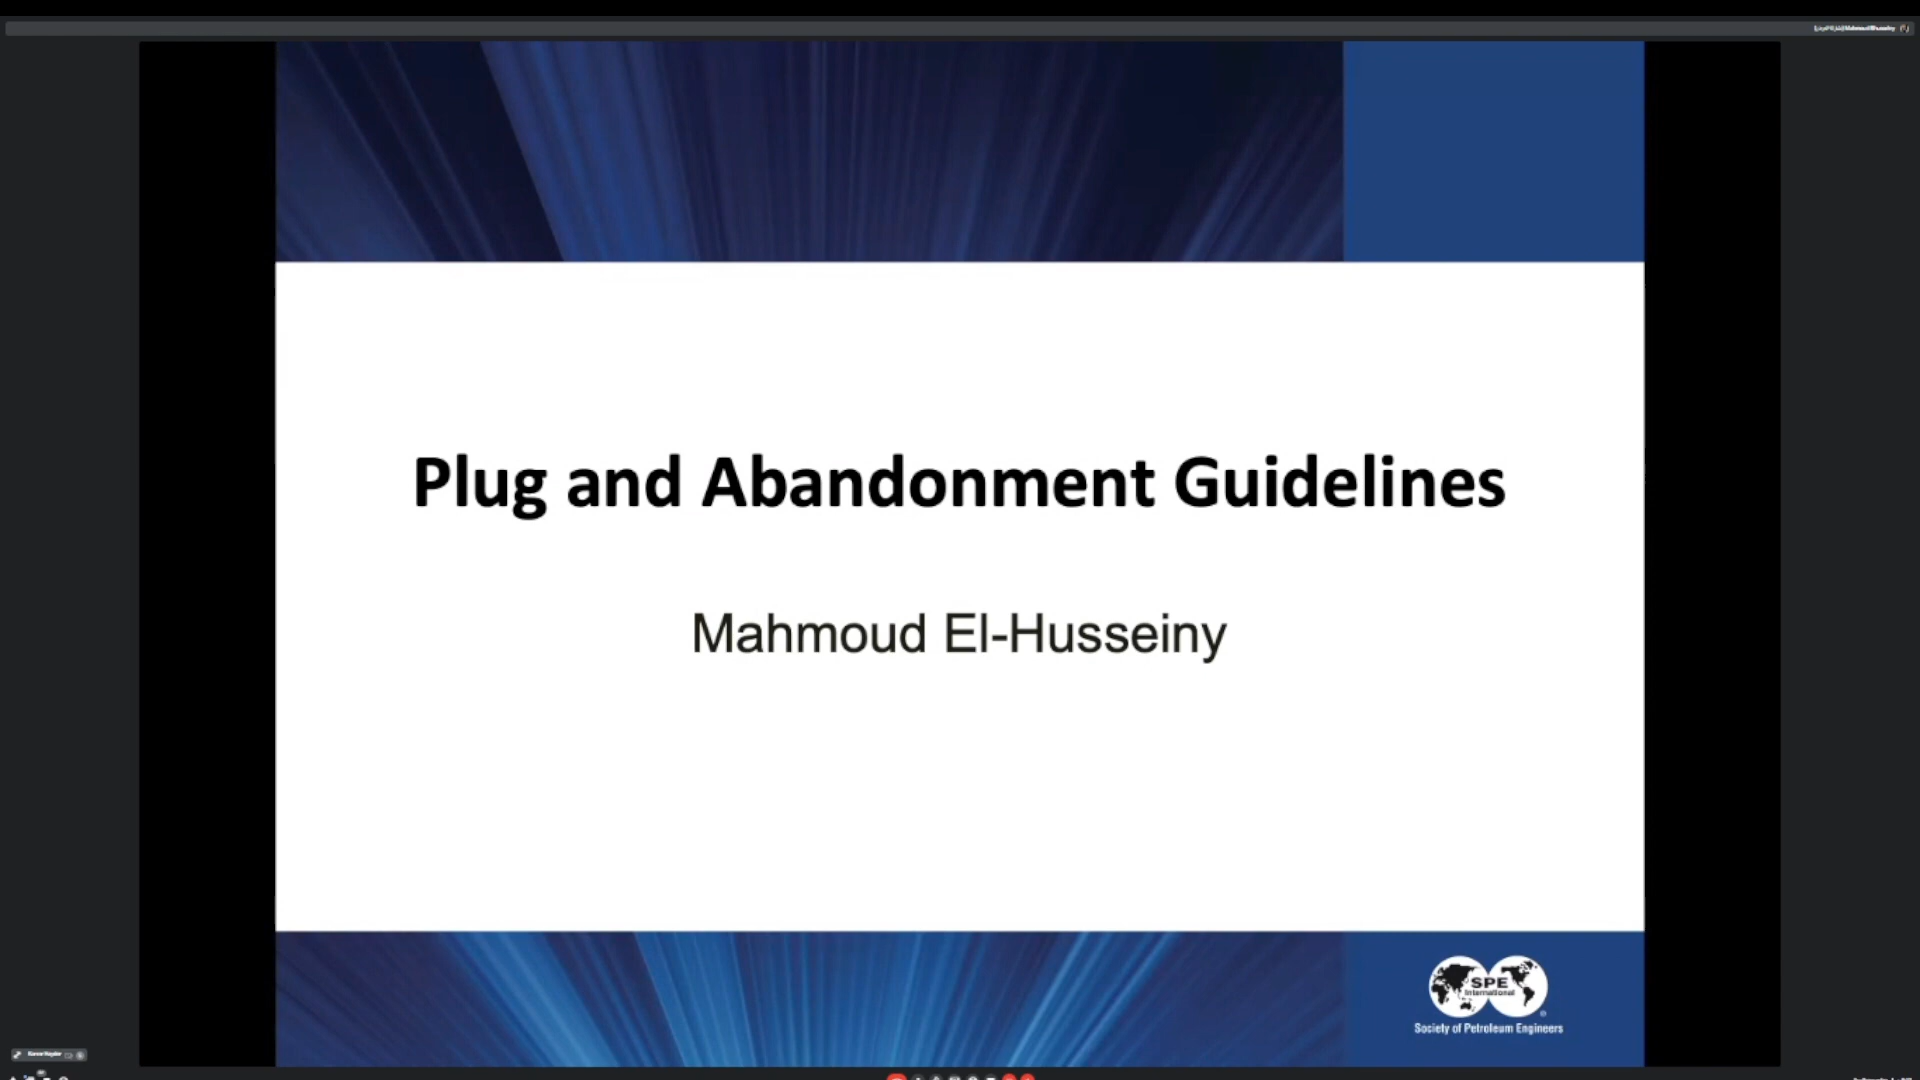 Plug and Abandonment Guidelines
Mahmoud El-Husseiny
SPE
International
Society of Petroleum Engineers